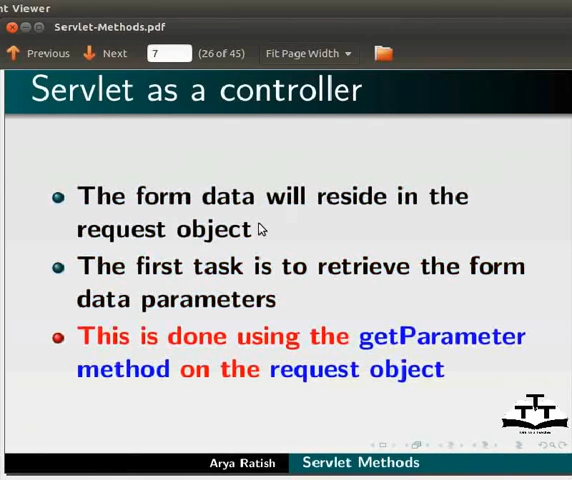 nt Viewer
Servlet-Methods.pdf
Previous Next 7 (26 of 45) Fit Page Width
Servlet as a controller
The form data will reside in the
request object
The first task is to retrieve the form
data parameters
This is done using the getParameter
method on the request object
Arya Ratish Servlet Methods